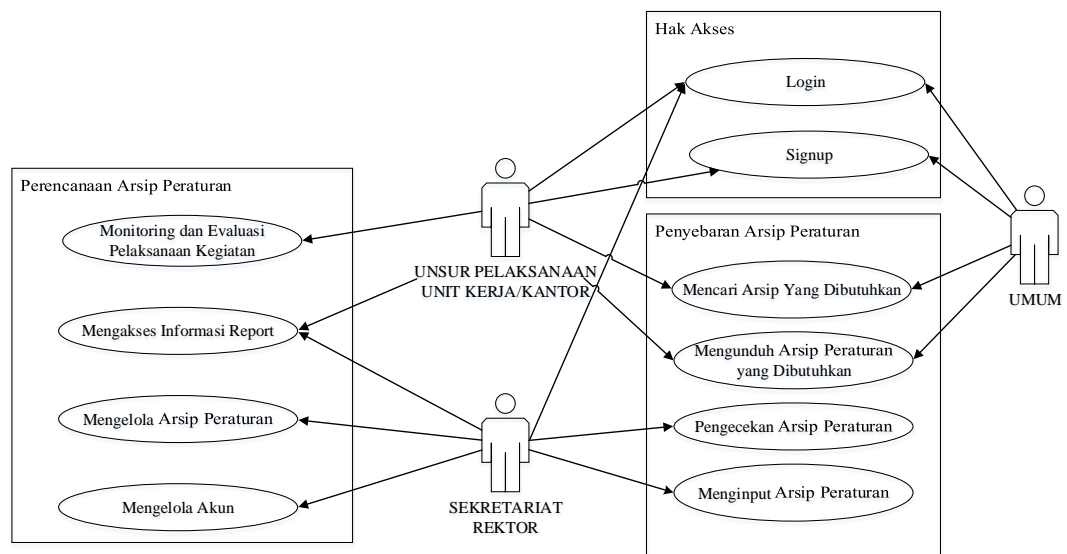 Hak Akses
Login
Signup
Perencanaan Arsip Peraturan
Monitoring dan Evaluasi
Pelaksanaan Kegiatan
Mengakses Informasi Report
Mengelola Arsip Peraturan
Mengelola Akun
UNSUR PELAKSANAAN
UNIT KERJA/KANTOR
SEKRETARIAT
REKTOR
Penyebaran Arsip Peraturan
Mencari Arsip Yang Dibutuhkan
Mengunduh Arsip Peraturan
yang Dibutuhkan
Pengecekan Arsip Peraturan
Menginput Arsip Peraturan
UMUM